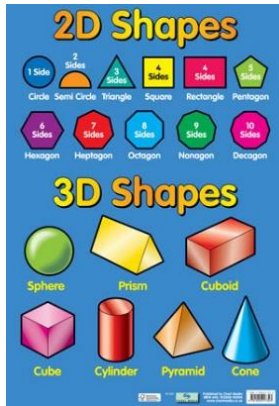 2D Shapes
1 Side
2 Sides
3 Sides
4 Sides
4 Sides
5 Sides
Circle Semi Circle Triangle Square Rectangle Pentagon
6 Sides
7 Sides
8 Sides
9 Sides
10 Sides
Hexagon Heptagon Octagon Nonagon Decagon
3D Shapes
Sphere Prism Cuboid
Cube Cylinder Pyramid Cone